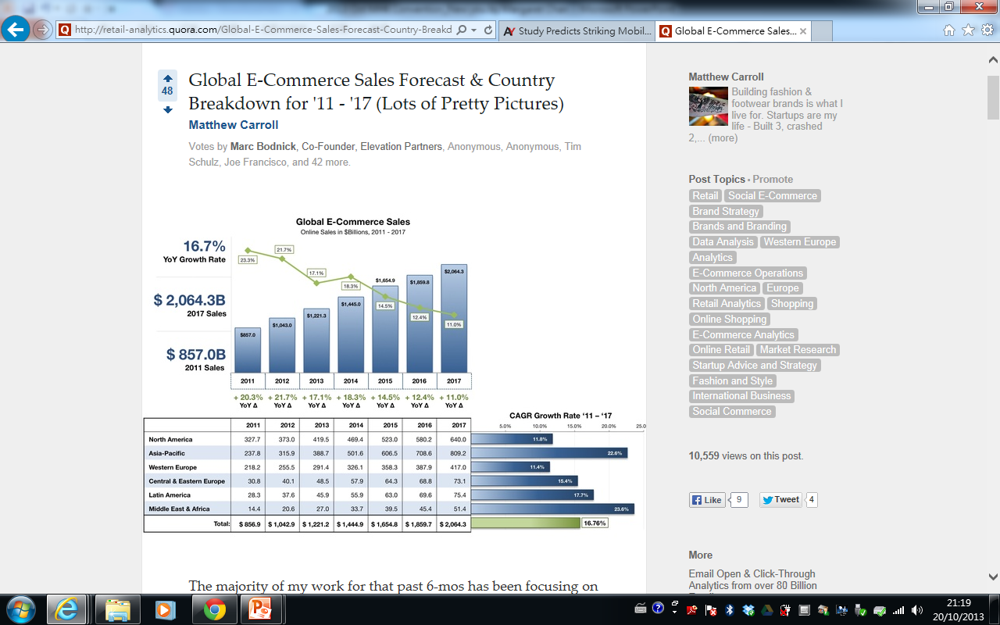 http://retail-analytics.quora.com/Global-E-Commerce-Sales-Forecast-Country-Breakd
Study Predicts Striking Mobil...
Global E-Commerce Sales...
48
Global E-Commerce Sales Forecast & Country
Breakdown for '11 - '17 (Lots of Pretty Pictures)
Matthew Carroll
Votes by Marc Bodnick, Co-Founder, Elevation Partners, Anonymous, Anonymous, Tim
Schulz, Joe Francisco, and 42 more.
Global E-Commerce Sales
Online Sales in $Billions, 2011 - 2017
16.7%
YoY Growth Rate
$ 2,064.3B
2017 Sales
$ 857.0B
2011 Sales
23.3%
21.7%
17.1%
18.3%
14.5%
12.4%
11.0%
$857.0
$1,043.0
$1,221.3
$1,445.0
$1,654.9
$1,859.8
$2,064.3
2011 2012 2013 2014 2015 2016 2017
+ 20.3% + 21.7% + 17.1% + 18.3% + 14.5% + 12.4% + 11.0%
YoY Δ YoY Δ YoY Δ YoY Δ YoY Δ YoY Δ YoY Δ
CAGR Growth Rate '11 – '17
5.0% 10.0% 15.0% 20.0% 25.0
2011 2012 2013 2014 2015 2016 2017
North America 327.7 373.0 419.5 469.4 523.0 580.2 640.0 11.8%
Asia-Pacific 237.8 315.9 388.7 501.6 606.5 708.6 809.2 22.6%
Western Europe 218.2 255.5 291.4 326.1 358.3 387.9 417.0 11.4%
Central & Eastern Europe 30.8 40.1 48.5 57.9 64.3 68.8 73.1 15.4%
Latin America 28.3 37.6 45.9 55.9 63.0 69.6 75.4 17.7%
Middle East & Africa 14.4 20.6 27.0 33.7 39.5 45.4 51.4 23.6%
Total: $ 856.9 $ 1,042.9 $ 1,221.2 $ 1,444.9 $ 1,654.8 $ 1,859.7 $ 2,064.3 16.76%
The majority of my work for that past 6-mos has been focusing on
Matthew Carroll
Building fashion &
footwear brands is what I
live for. Startups are my
life - Built 3, crashed
2,... (more)
Post Topics • Promote
Retail Social E-Commerce
Brand Strategy
Brands and Branding
Data Analysis Western Europe
Analytics
E-Commerce Operations
North America Europe
Retail Analytics Shopping
Online Shopping
E-Commerce Analytics
Online Retail Market Research
Startup Advice and Strategy
Fashion and Style
International Business
Social Commerce
10,559 views on this post.
Like 9 Tweet 4
More
Email Open & Click-Through
Analytics from over 80 Billion
21:19
20/10/2013